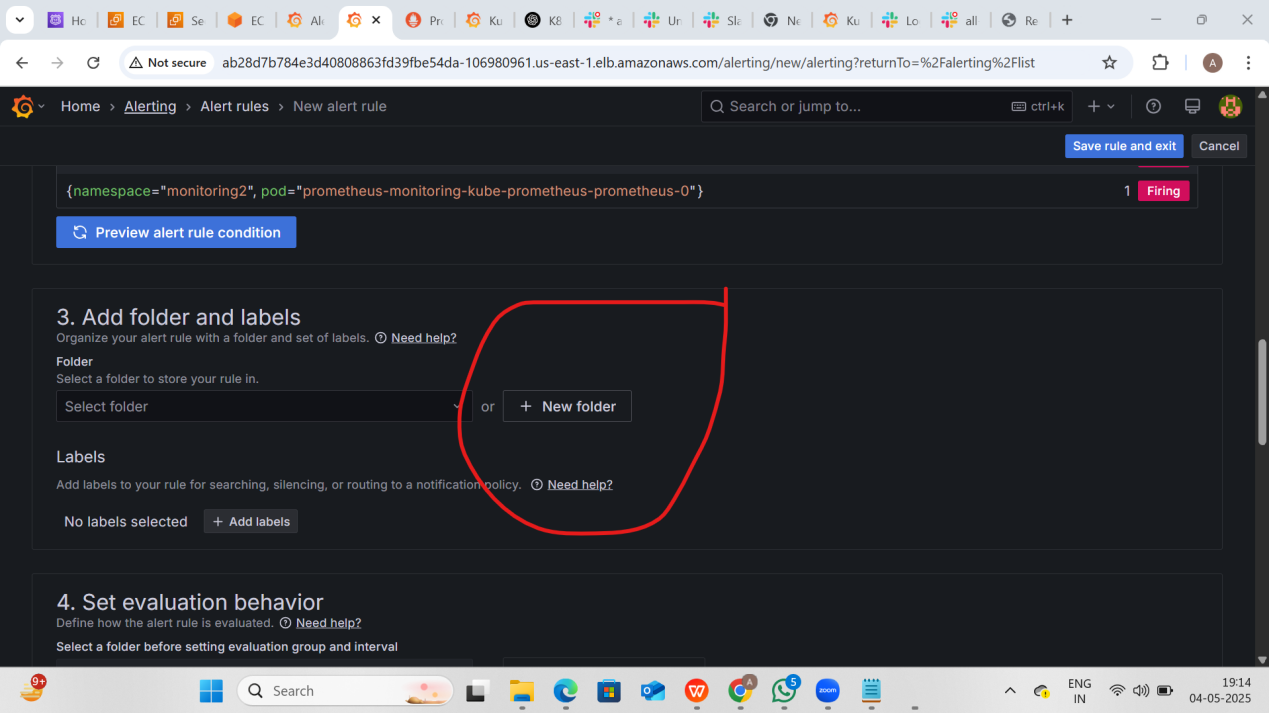 Ho
EC
Se
EC
Ale
Pro
Ku
K8
* a
Un
Sla
Ne
Ku
Lo
all
Re
Not secure
ab28d7b784e3d40808863fd39fbe54da-106980961.us-east-1.elb.amazonaws.com/alerting/new/alerting?returnTo=%2Falerting%2Flist
A
Home › Alerting › Alert rules › New alert rule
Search or jump to...
ctrl+k
Save rule and exit
Cancel
{namespace="monitoring2", pod="prometheus-monitoring-kube-prometheus-prometheus-0"}
1 Firing
Preview alert rule condition
3. Add folder and labels
Organize your alert rule with a folder and set of labels. Need help?
Folder
Select a folder to store your rule in.
Select folder
or
+ New folder
Labels
Add labels to your rule for searching, silencing, or routing to a notification policy. Need help?
No labels selected
+ Add labels
4. Set evaluation behavior
Define how the alert rule is evaluated. Need help?
Select a folder before setting evaluation group and interval
9+
Search
A
5
zoom
ENG
IN
19:14
04-05-2025